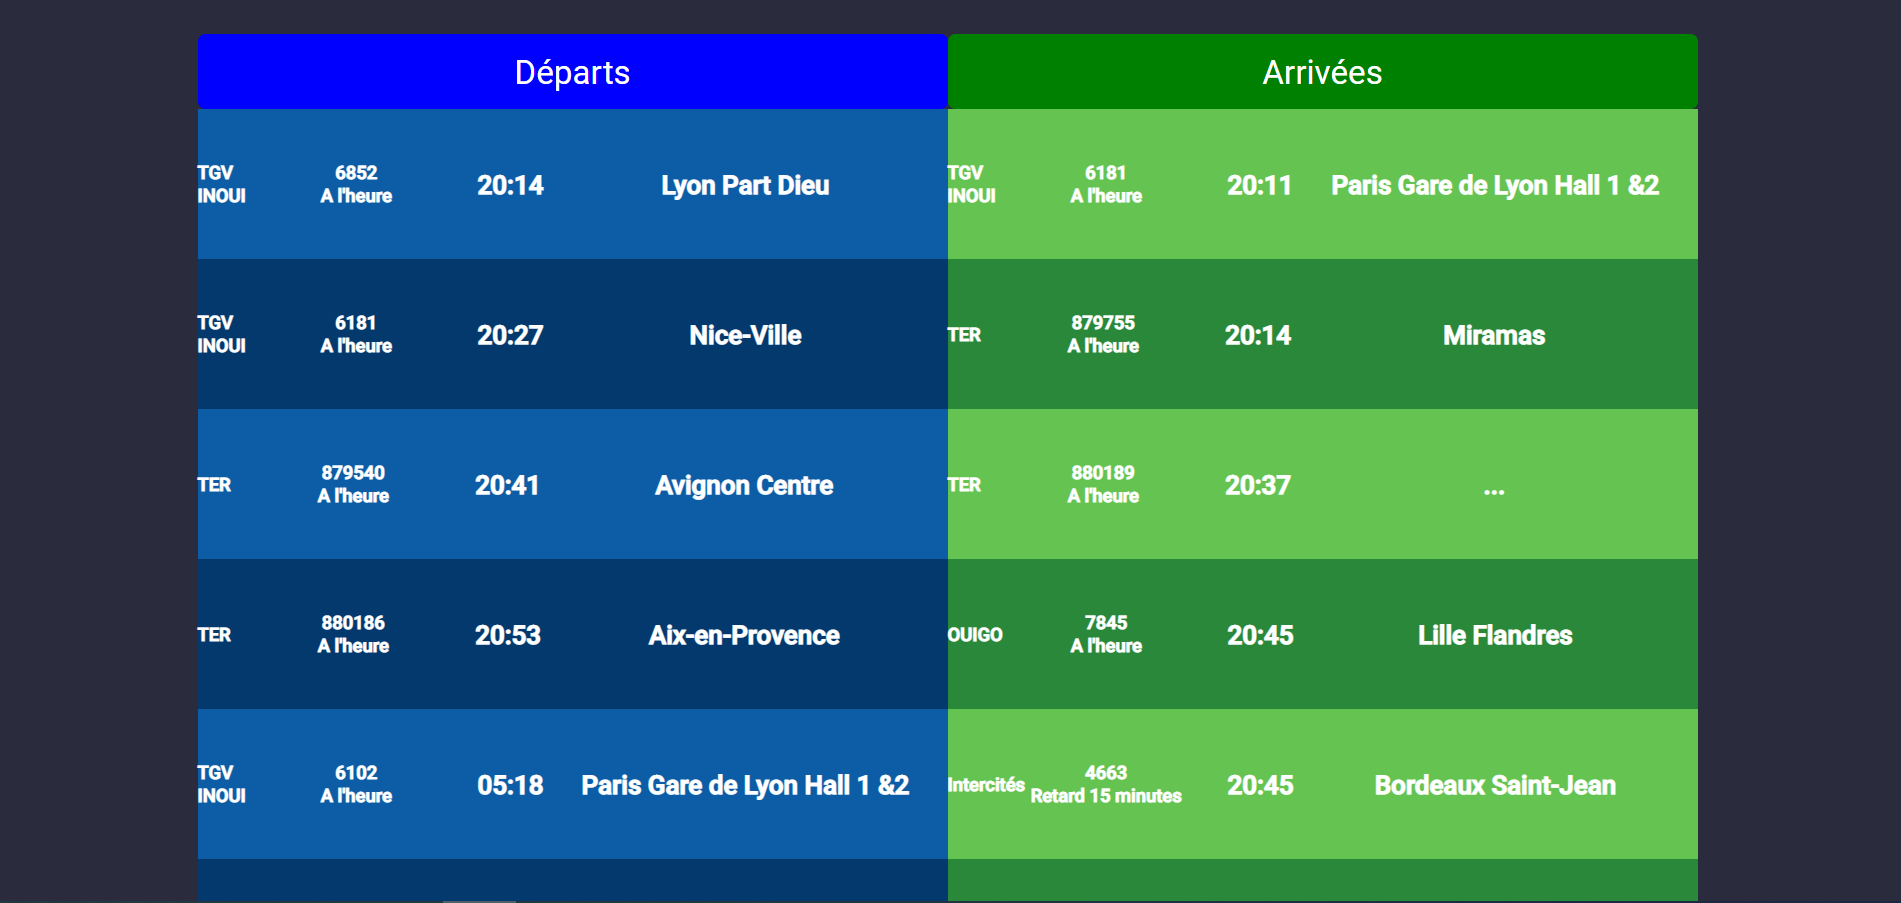 Départs
TGV
INOUI
6852
A l'heure
20:14
Lyon Part Dieu
TGV
INOUI
6181
A l'heure
20:27
Nice-Ville
TER
879540
A l'heure
20:41
Avignon Centre
TER
880186
A l'heure
20:53
Aix-en-Provence
TGV
INOUI
6102
A l'heure
05:18
Paris Gare de Lyon Hall 1 &2
Arrivées
TGV
INOUI
6181
A l'heure
20:11
Paris Gare de Lyon Hall 1 &2
TER
879755
A l'heure
20:14
Miramas
TER
880189
A l'heure
20:37
...
OUIGO
7845
A l'heure
20:45
Lille Flandres
Intercités
4663
Retard 15 minutes
20:45
Bordeaux Saint-Jean